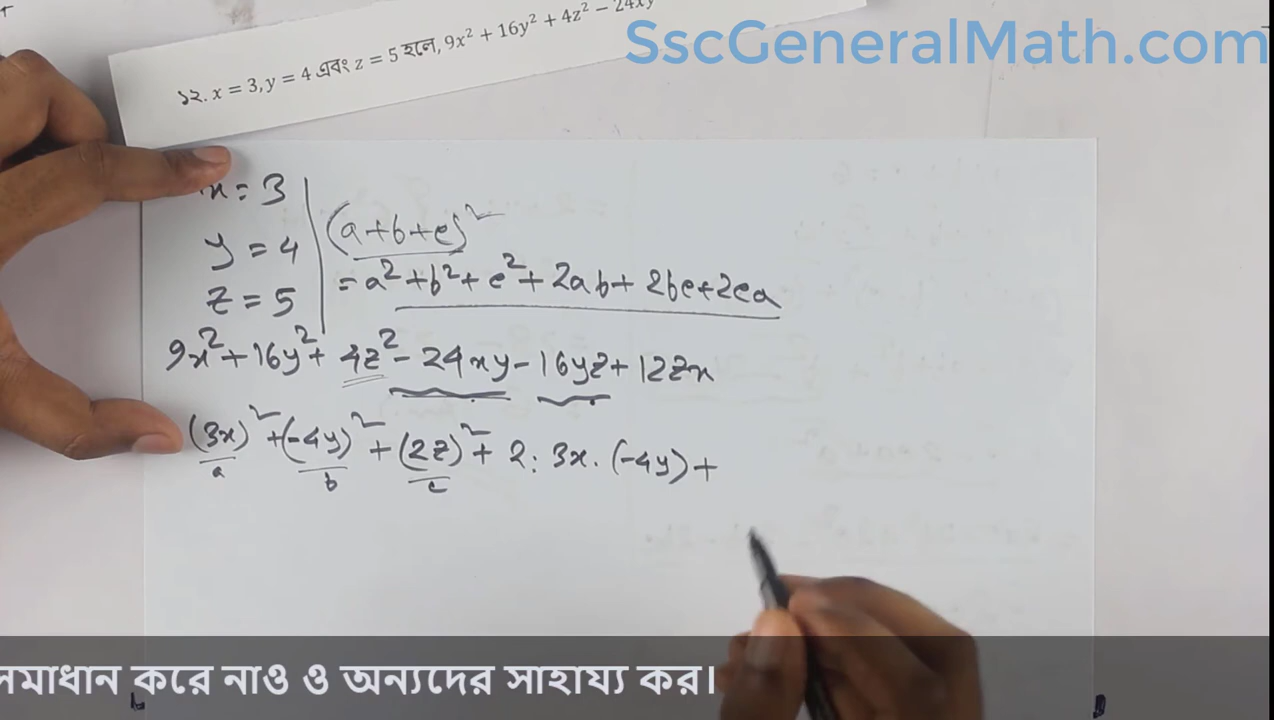 SscGeneralMath.com
১২. x = 3, y = 4 এবং z = 5 হলে, 9x² + 16y² + 4z² − 24xy
x = 3
y = 4
z = 5
(a+b+c)²
= a² + b² + c² + 2ab + 2bc + 2ca
9x² + 16y² + 4z² - 24xy - 16yz + 12zx
(3x)² + (-4y)² + (2z)² + 2. 3x. (-4y) +
a b c
সমাধান করে নাও ও অন্যদের সাহায্য কর।